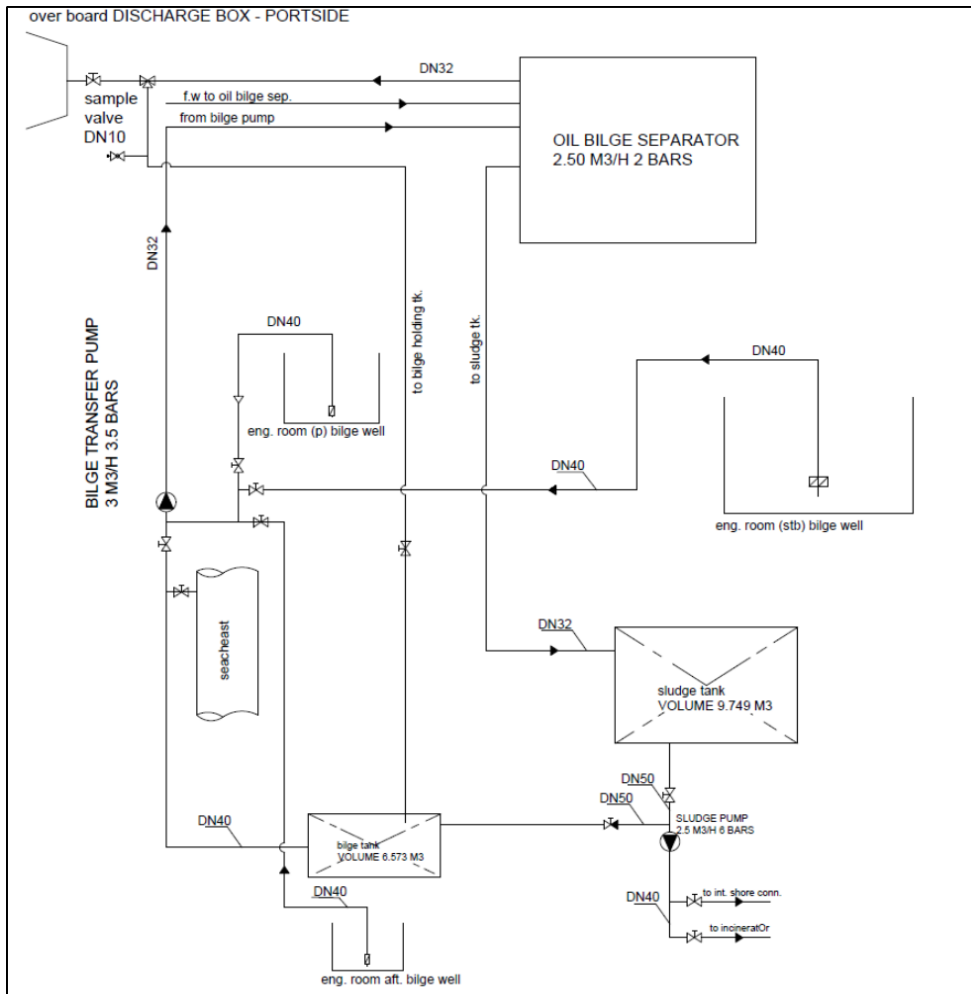 over board DISCHARGE BOX - PORTSIDE
DN32
f.w to oil bilge sep.
sample
valve
DN10
from bilge pump
OIL BILGE SEPARATOR
2.50 M3/H 2 BARS
DN32
to bilge holding tk.
to sludge tk.
DN40
DN40
BILGE TRANSFER PUMP
3 M3/H 3.5 BARS
eng. room (p) bilge well
DN40
eng. room (stb) bilge well
seacheast
DN32
sludge tank
VOLUME 9.749 M3
DN50
DN50
SLUDGE PUMP
2.5 M3/H 6 BARS
DN40
bilge tank
VOLUME 6.573 M3
DN40
DN40
to int. shore conn.
to incineratOr
eng. room aft. bilge well